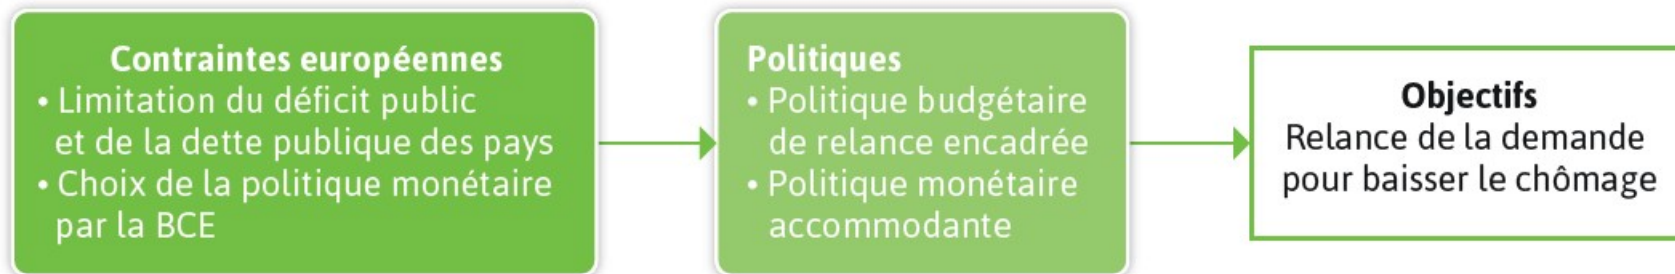 Contraintes européennes
• Limitation du déficit public
et de la dette publique des pays
• Choix de la politique monétaire
par la BCE
Politiques
• Politique budgétaire
de relance encadrée
• Politique monétaire
accommodante
Objectifs
Relance de la demande
pour baisser le chômage